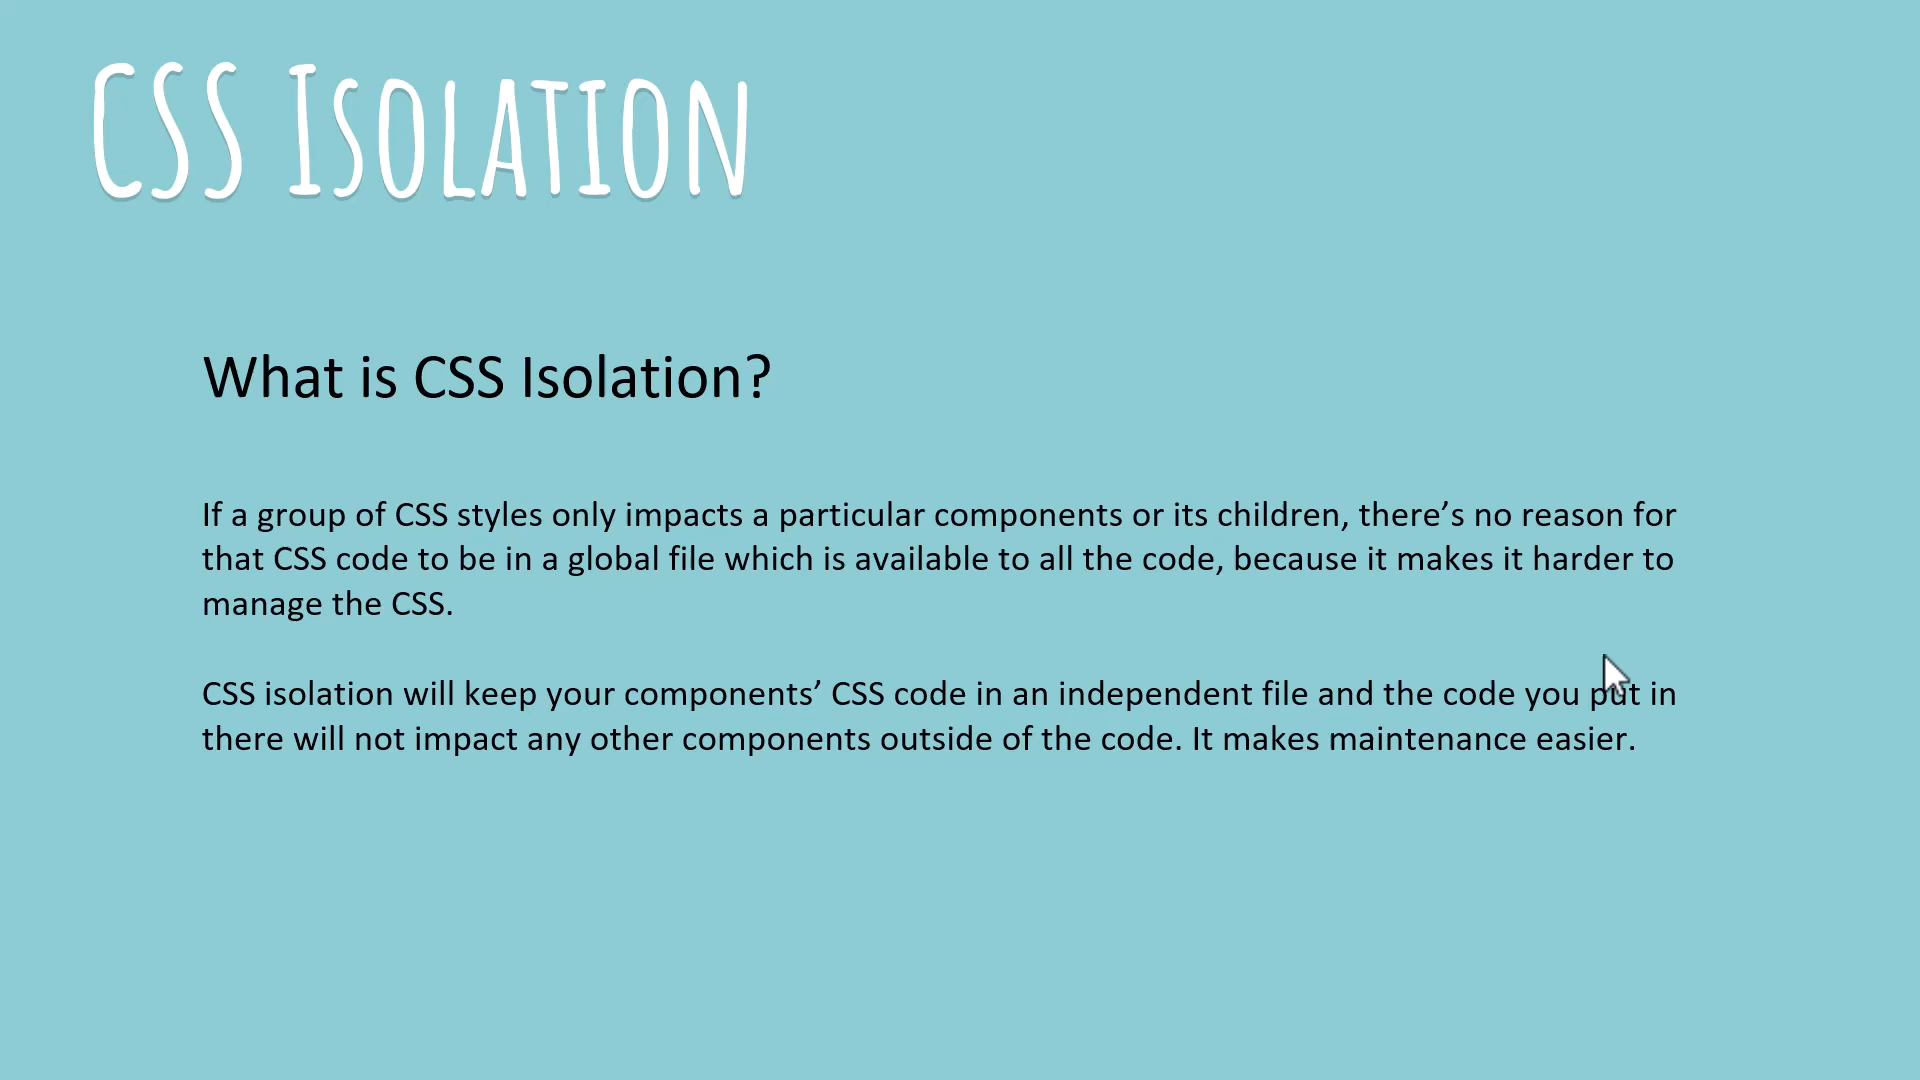 CSS Isolation
What is CSS Isolation?
If a group of CSS styles only impacts a particular components or its children, there’s no reason for
that CSS code to be in a global file which is available to all the code, because it makes it harder to
manage the CSS.
CSS isolation will keep your components’ CSS code in an independent file and the code you put in
there will not impact any other components outside of the code. It makes maintenance easier.